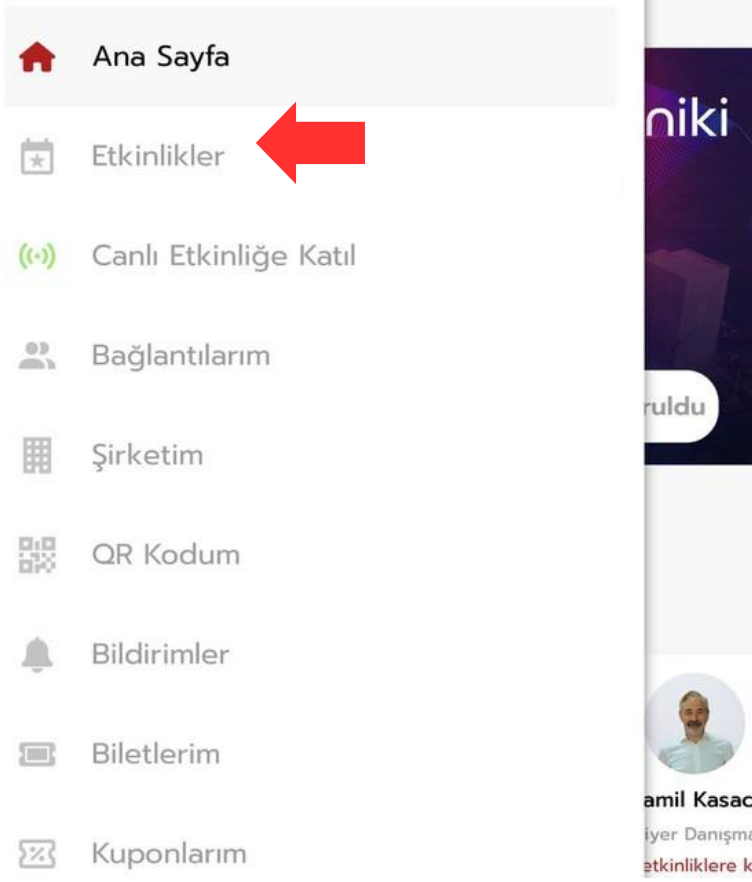 Ana Sayfa
Etkinlikler
Canlı Etkinliğe Katıl
Bağlantılarım
Şirketim
QR Kodum
Bildirimler
Biletlerim
Kuponlarım
niki
ruldu
amil Kasac
iyer Danışma
etkinliklere k